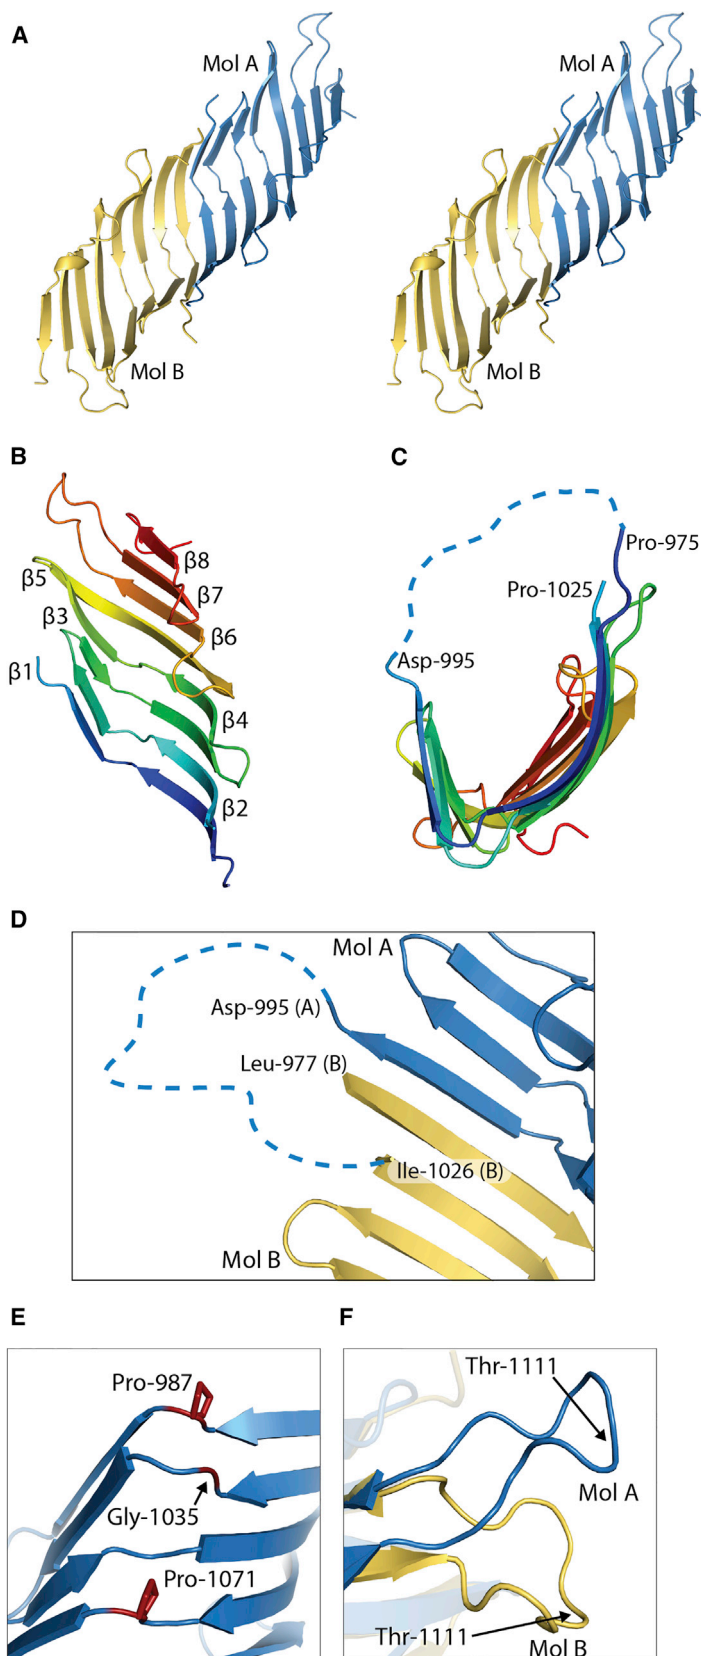 A
Mol A
Mol A
Mol B
Mol B
B
C
β8
β5
β7
β3
β6
β1
β4
β2
Pro-975
Pro-1025
Asp-995
D
Mol A
Asp-995 (A)
Leu-977 (B)
Ile-1026 (B)
Mol B
E
F
Pro-987
Gly-1035
Pro-1071
Thr-1111
Mol A
Thr-1111
Mol B